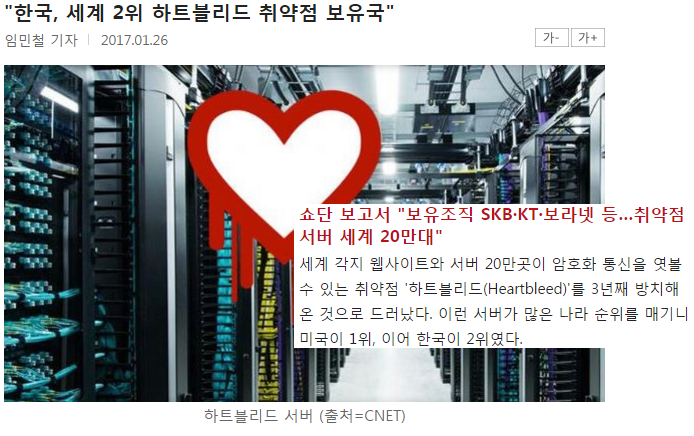 "한국, 세계 2위 하트블리드 취약점 보유국"
임민철 기자 | 2017.01.26
가- 가+
쇼단 보고서 "보유조직 SKB·KT·보라넷 등…취약점
서버 세계 20만대"
세계 각지 웹사이트와 서버 20만곳이 암호화 통신을 엿볼
수 있는 취약점 '하트블리드(Heartbleed)'를 3년째 방치해
온 것으로 드러났다. 이런 서버가 많은 나라 순위를 매기니
미국이 1위, 이어 한국이 2위였다.
하트블리드 서버 (출처=CNET)